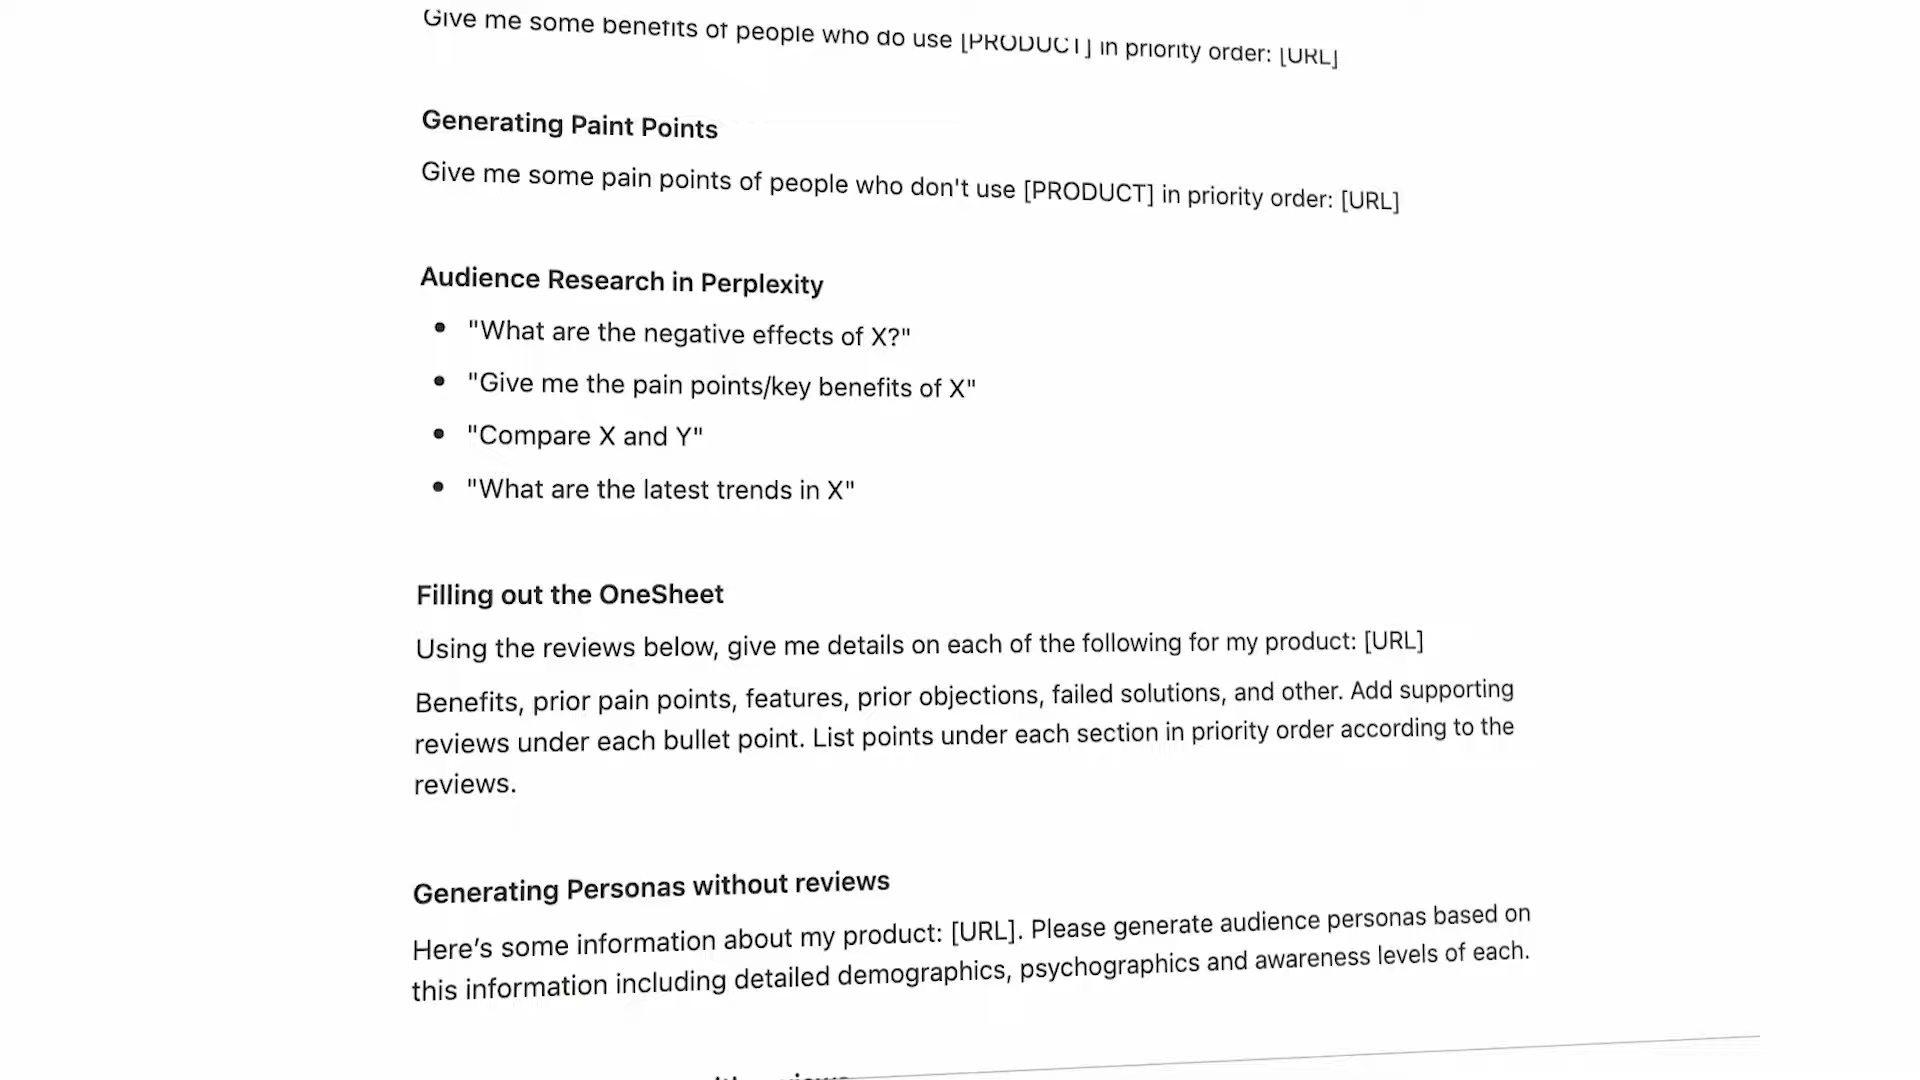 Give me some benefits of people who do use [PRODUCT] in priority order: [URL]
Generating Paint Points
Give me some pain points of people who don't use [PRODUCT] in priority order: [URL]
Audience Research in Perplexity
• "What are the negative effects of X?"
• "Give me the pain points/key benefits of X"
• "Compare X and Y"
• "What are the latest trends in X"
Filling out the OneSheet
Using the reviews below, give me details on each of the following for my product: [URL]
Benefits, prior pain points, features, prior objections, failed solutions, and other. Add supporting
reviews under each bullet point. List points under each section in priority order according to the
reviews.
Generating Personas without reviews
Here’s some information about my product: [URL]. Please generate audience personas based on
this information including detailed demographics, psychographics and awareness levels of each.